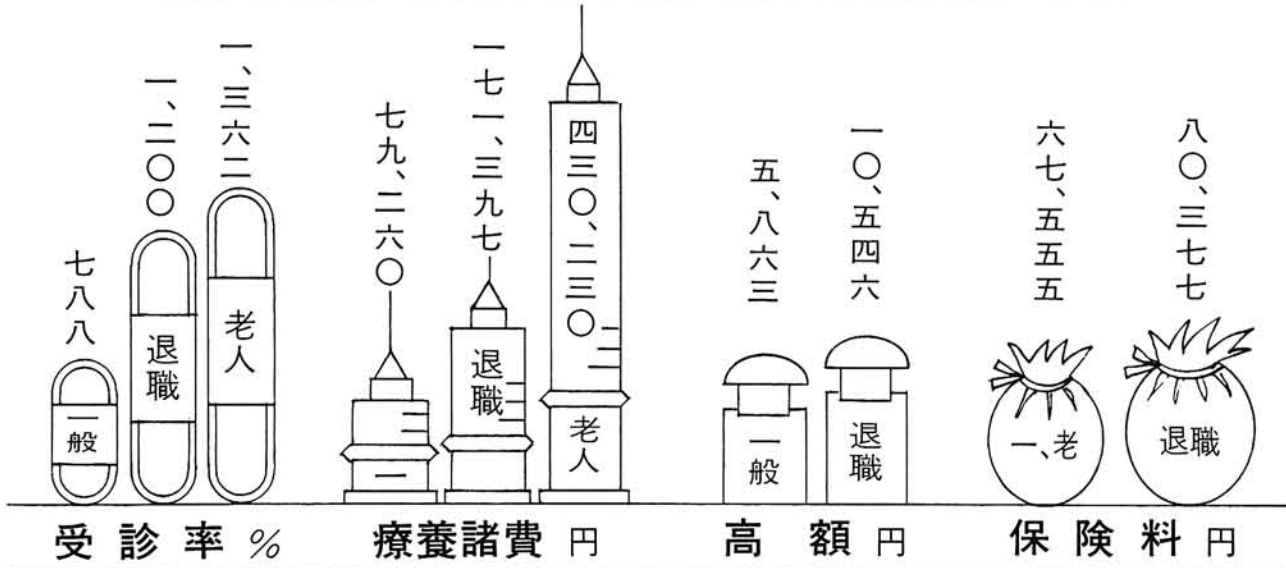 七八八
一般
一、二〇〇
退職
一、三六二
老人
受診率 %
七九、二六〇
一
一七一、三九七
退職
四三〇、二三〇
老人
療養諸費 円
五、八六三
一般
一〇、五四六
退職
高額 円
六七、五五五
一、老
八〇、三七七
退職
保険料 円